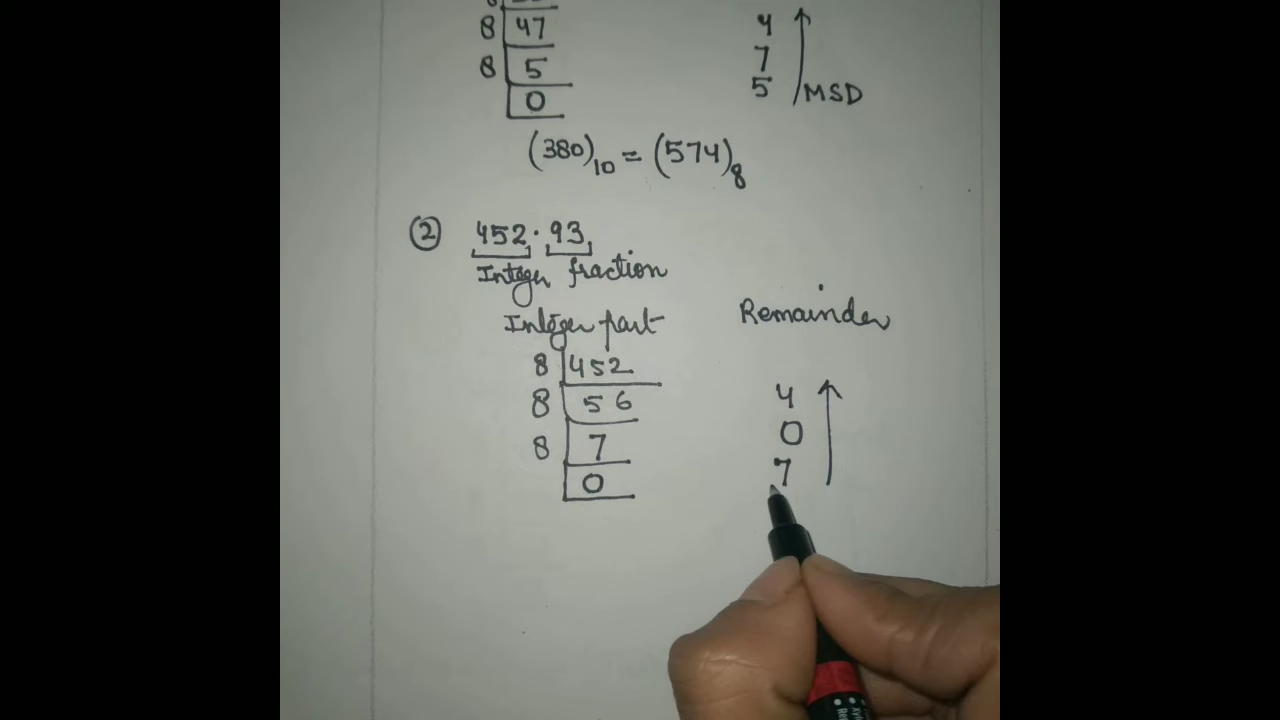 8 47 4
8 5 7
0 5 MSD
(380)10 = (574)8
② 452.93
Integer fraction
Integer part Remainder
8 452
8 56 4
8 7 0
0 7